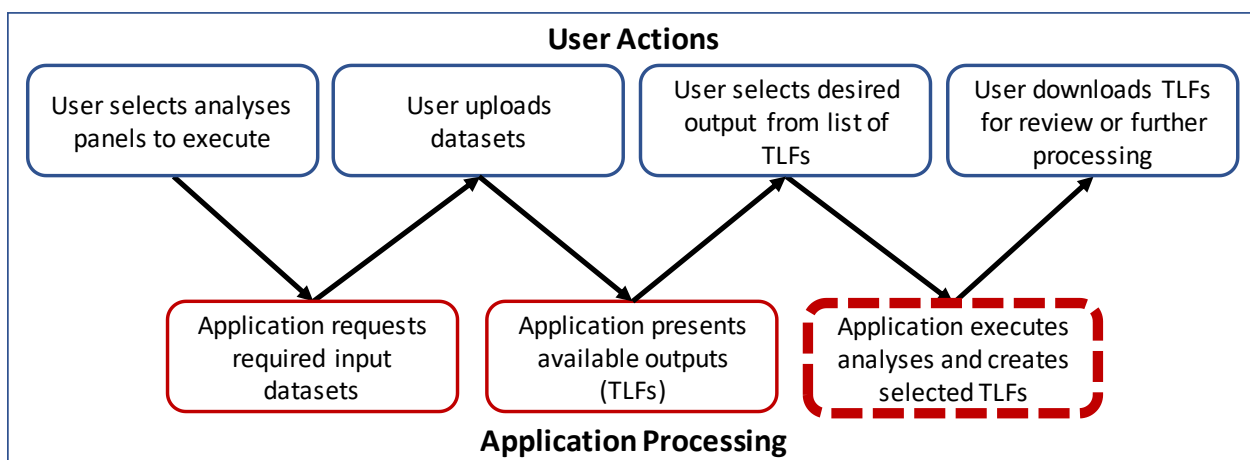 User Actions
User selects analyses
panels to execute
User uploads
datasets
User selects desired
output from list of
TLFs
User downloads TLFs
for review or further
processing
Application requests
required input
datasets
Application presents
available outputs
(TLFs)
Application executes
analyses and creates
selected TLFs
Application Processing